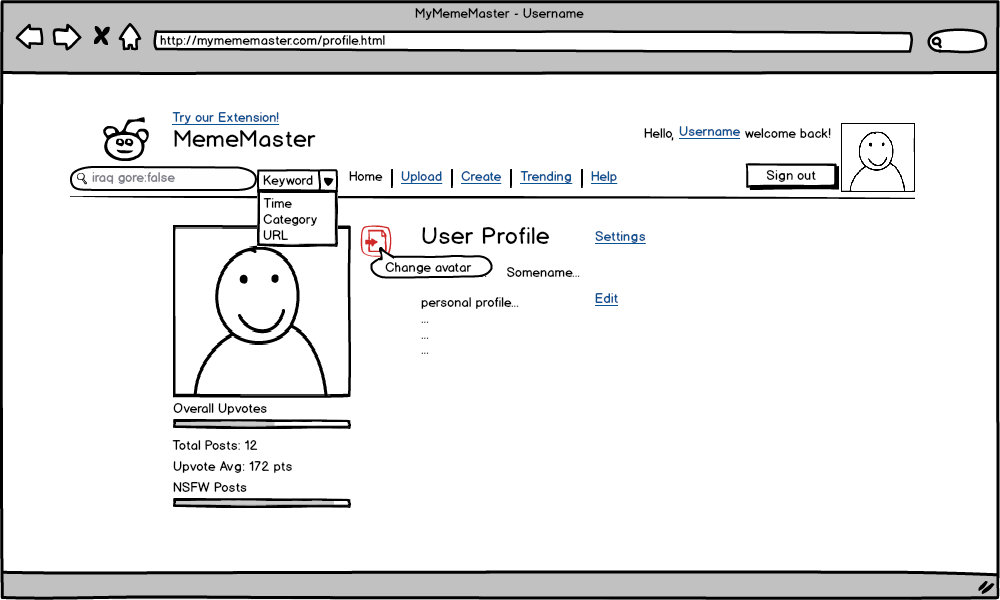 MyMemeMaster - Username
http://mymememaster.com/profile.html
Try our Extension!
MemeMaster
Hello, Username welcome back!
iraq gore:false
Keyword
Home
Upload
Create
Trending
Help
Sign out
Time
Category
URL
User Profile
Settings
Change avatar
Somename...
personal profile...
Edit
...
...
...
Overall Upvotes
Total Posts: 12
Upvote Avg: 172 pts
NSFW Posts